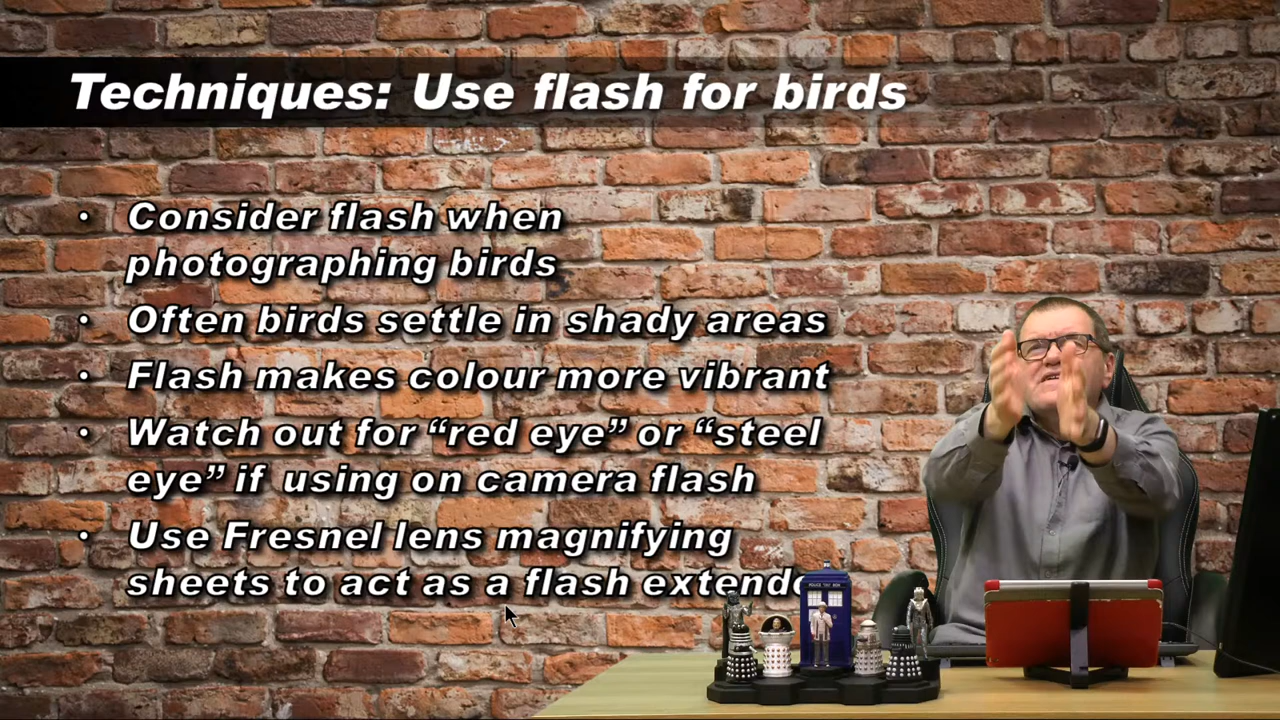 Techniques: Use flash for birds
• Consider flash when
photographing birds
• Often birds settle in shady areas
• Flash makes colour more vibrant
• Watch out for “red eye” or “steel
eye” if using on camera flash
• Use Fresnel lens magnifying
sheets to act as a flash
POLICE BOX